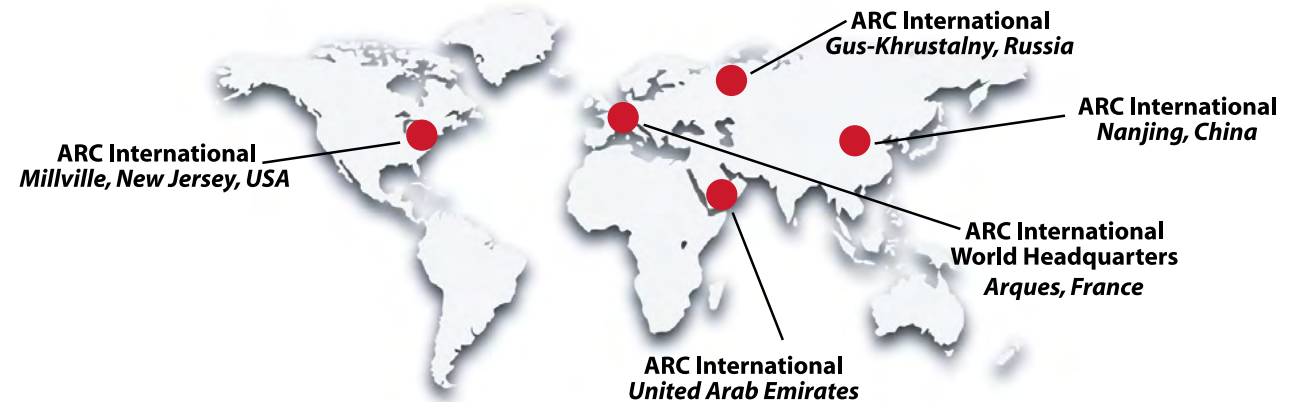 ARC International
Gus-Khrustalny, Russia
ARC International
Nanjing, China
ARC International
Millville, New Jersey, USA
ARC International
World Headquarters
Arques, France
ARC International
United Arab Emirates